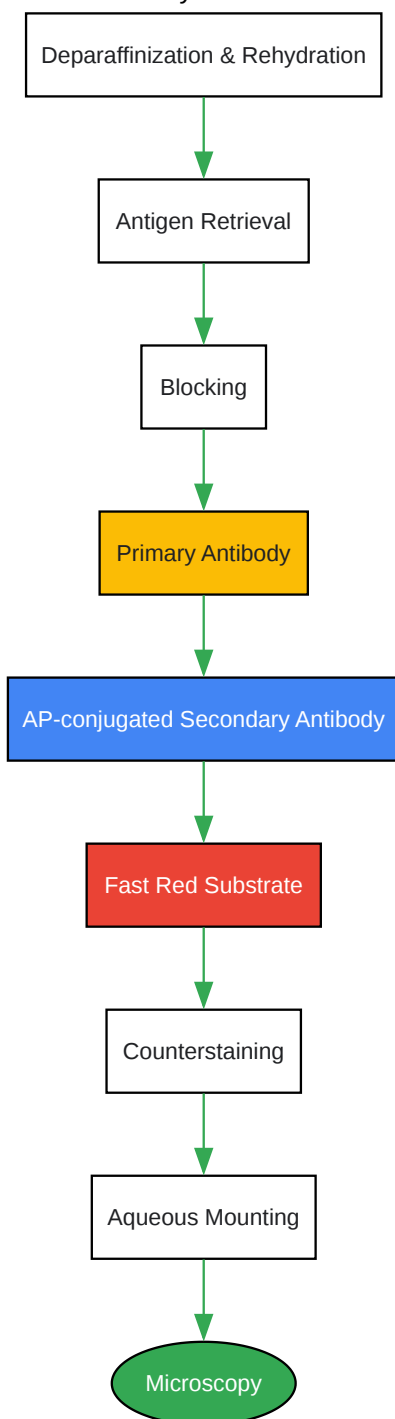 Deparaffinization & Rehydration
Antigen Retrieval
Blocking
Primary Antibody
AP-conjugated Secondary Antibody
Fast Red Substrate
Counterstaining
Aqueous Mounting
Microscopy